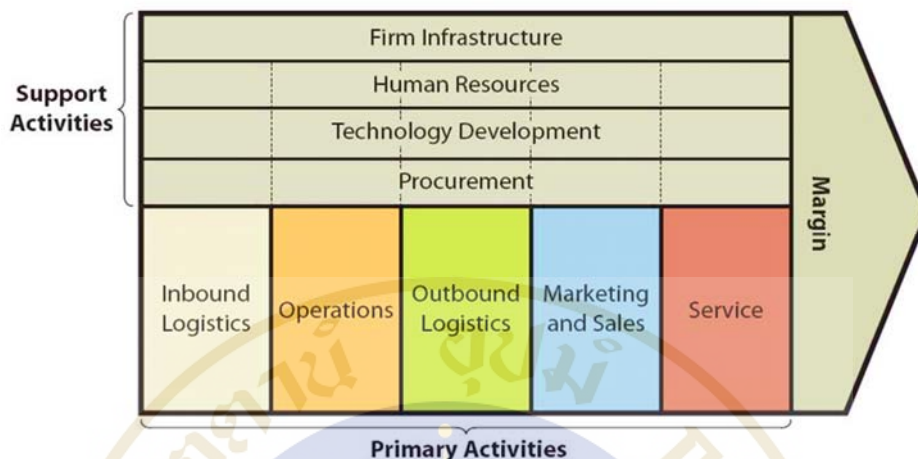 Firm Infrastructure
Human Resources
Support
Activities
Technology Development
Procurement
Margin
Inbound
Logistics
Operations
Outbound
Logistics
Marketing
and Sales
Service
Primary Activities